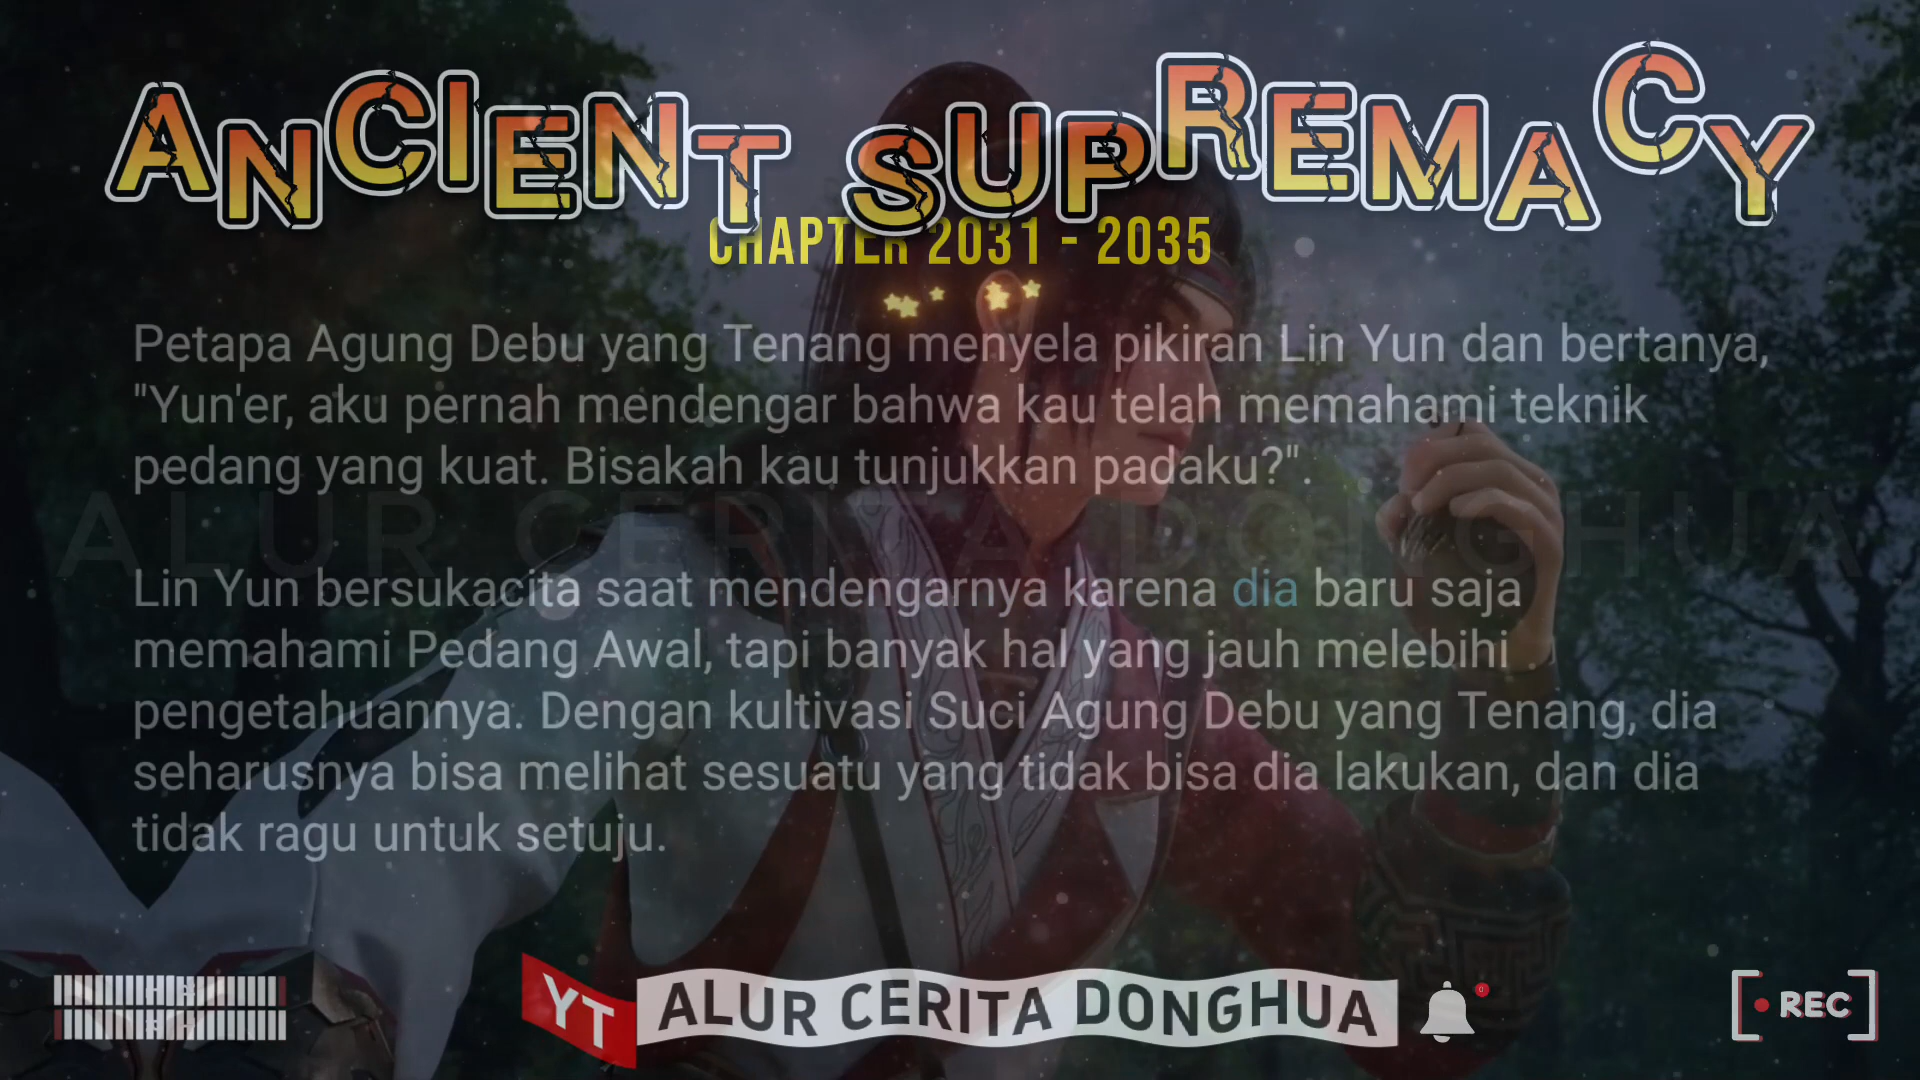 ANCIENT SUPREMACY
CHAPTER 2031 - 2035
Petapa Agung Debu yang Tenang menyela pikiran Lin Yun dan bertanya,
"Yun'er, aku pernah mendengar bahwa kau telah memahami teknik
pedang yang kuat. Bisakah kau tunjukkan padaku?".
ALUR CERITA DONGHUA
Lin Yun bersukacita saat mendengarnya karena dia baru saja
memahami Pedang Awal, tapi banyak hal yang jauh melebihi
pengetahuannya. Dengan kultivasi Suci Agung Debu yang Tenang, dia
seharusnya bisa melihat sesuatu yang tidak bisa dia lakukan, dan dia
tidak ragu untuk setuju.
YT ALUR CERITA DONGHUA
REC